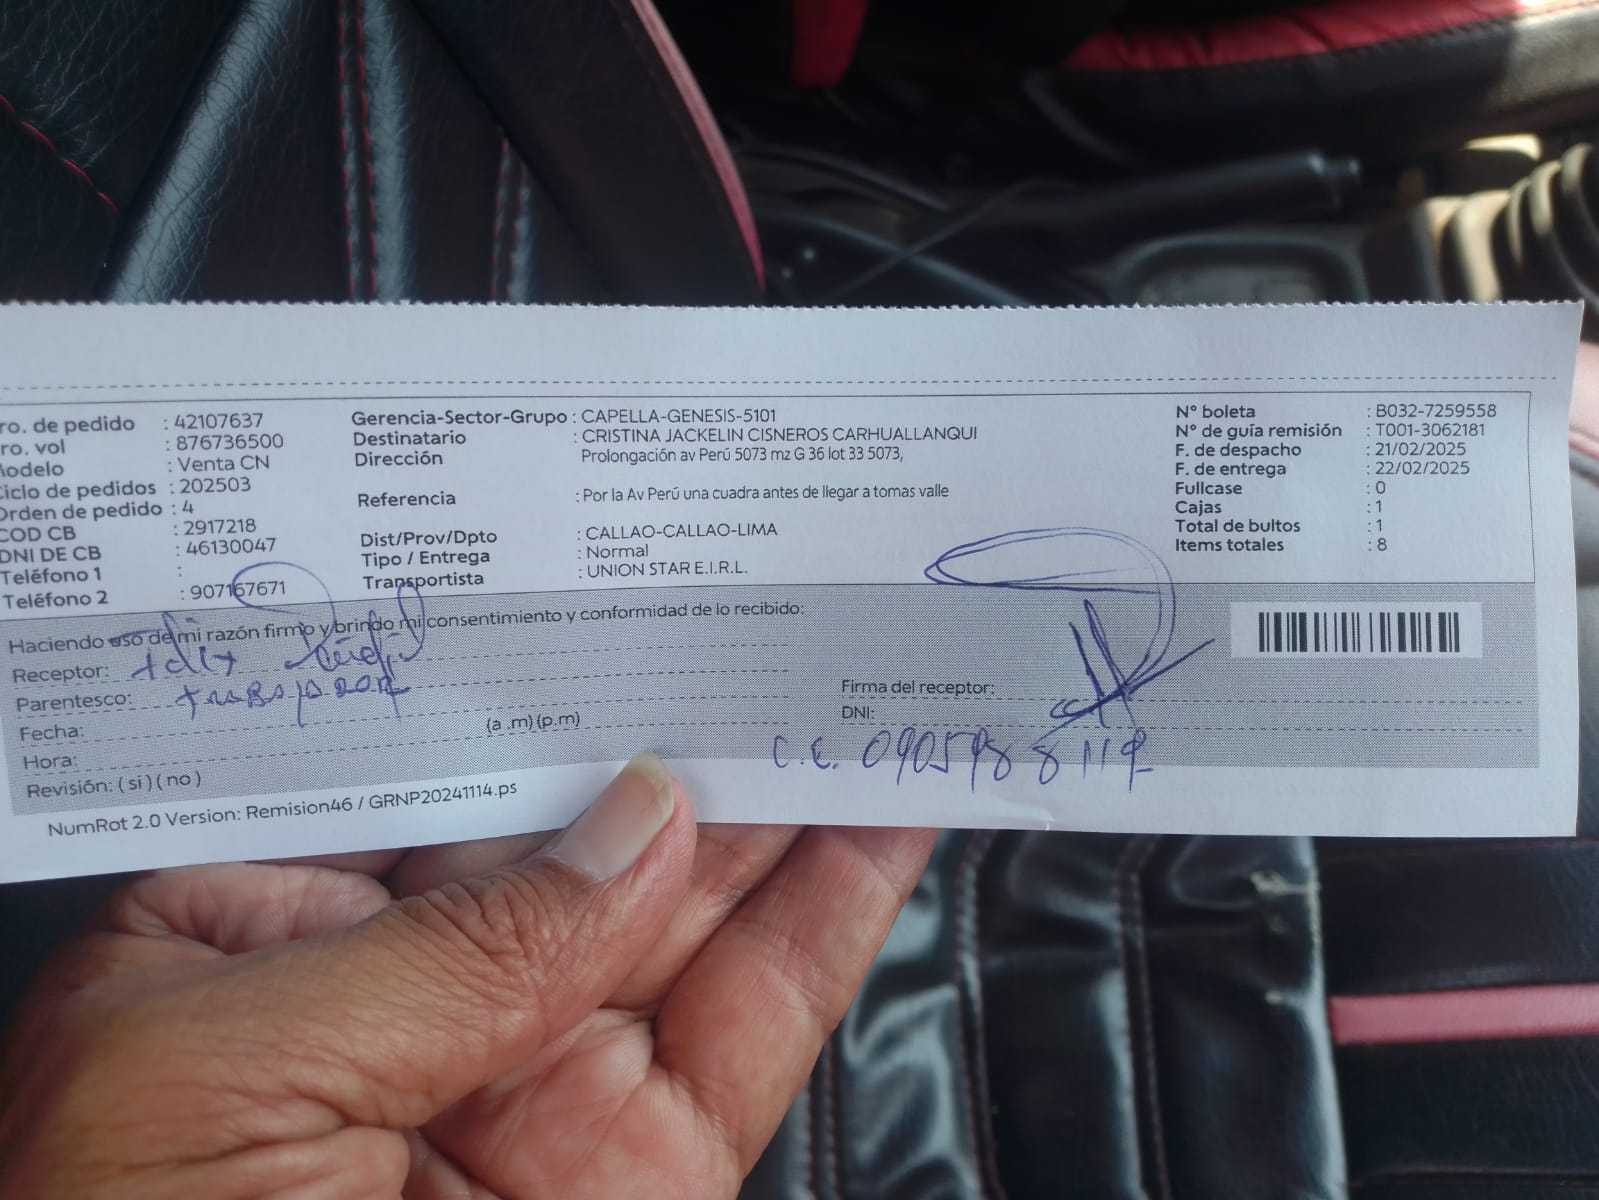 ro. de pedido : 42107637
ro. vol : 876736500
Modelo : Venta CN
Ciclo de pedidos : 202503
Orden de pedido : 4
COD CB : 2917218
DNI DE CB : 46130047
Teléfono 1 :
Teléfono 2 : 907167671
Gerencia-Sector-Grupo : CAPELLA-GENESIS-5101
Destinatario : CRISTINA JACKELIN CISNEROS CARHUALLANQUI
Dirección Prolongación av Perú 5073 mz G 36 lot 33 5073,
Referencia : Por la Av Perú una cuadra antes de llegar a tomas valle
Dist/Prov/Dpto : CALLAO-CALLAO-LIMA
Tipo / Entrega : Normal
Transportista : UNION STAR E.I.R.L.
N° boleta : B032-7259558
N° de guía remisión : T001-3062181
F. de despacho : 21/02/2025
F. de entrega : 22/02/2025
Fullcase : 0
Cajas : 1
Total de bultos : 1
Items totales : 8
Haciendo uso de mi razón firmo y brindo mi consentimiento y conformidad de lo recibido:
Receptor:
Parentesco: trabajador
Fecha:
Hora: (a .m) (p.m)
Revisión: ( si ) ( no )
Firma del receptor:
DNI:
C.E.
NumRot 2.0 Version: Remision46 / GRNP20241114.ps